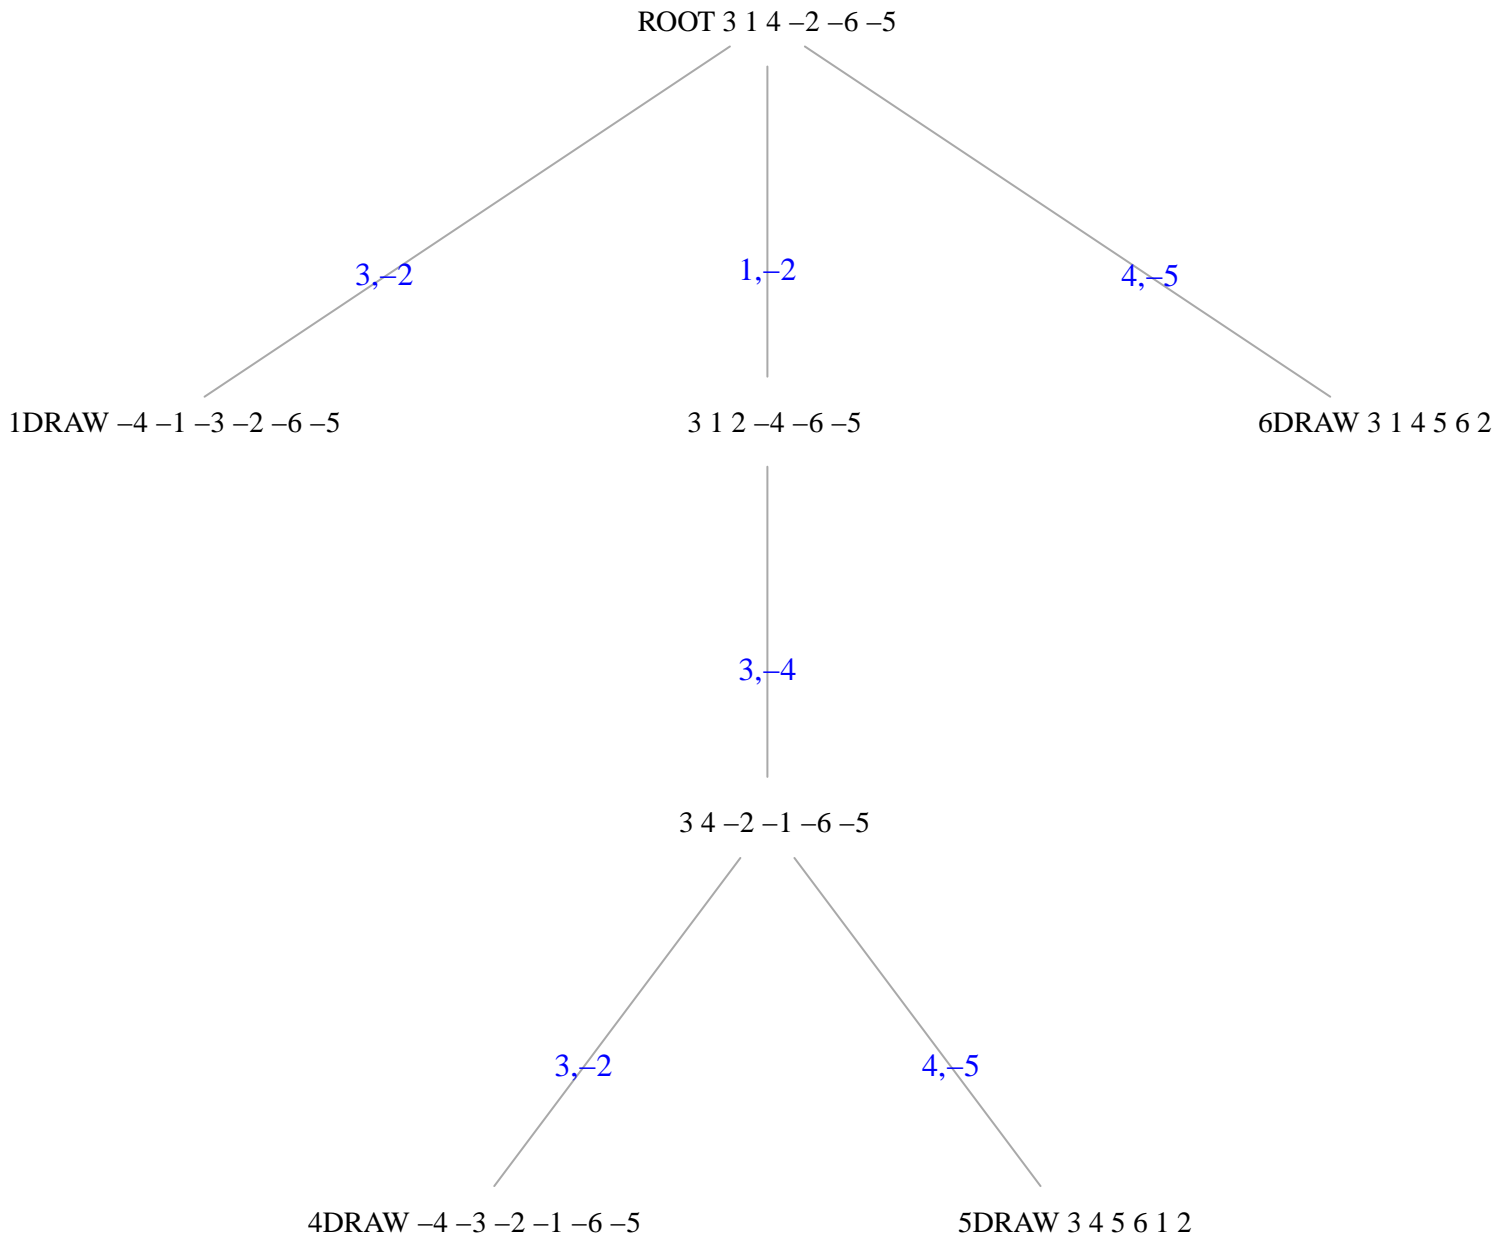 ROOT 3 1 4 –2 –6 –5
3,–2
1,–2
4,–5
1DRAW –4 –1 –3 –2 –6 –5
3 1 2 –4 –6 –5
6DRAW 3 1 4 5 6 2
3,–4
3 4 –2 –1 –6 –5
3,–2
4,–5
4DRAW –4 –3 –2 –1 –6 –5
5DRAW 3 4 5 6 1 2